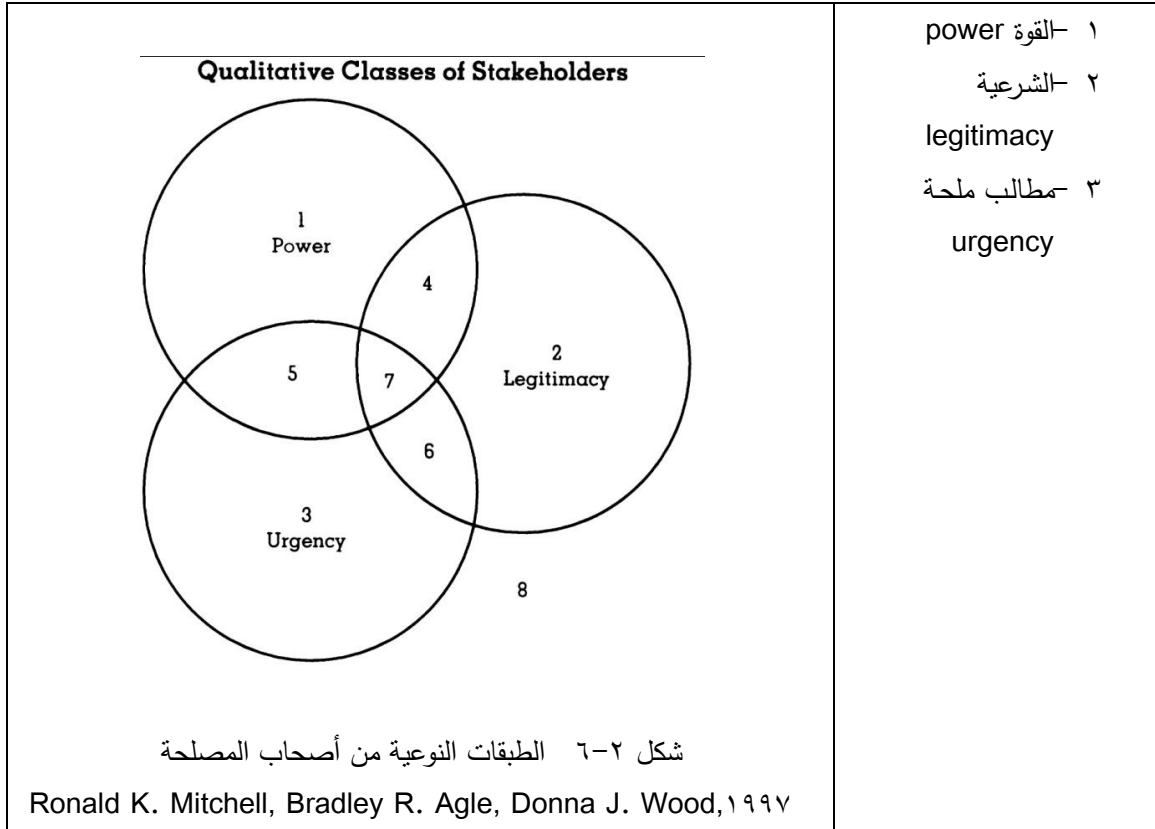 Qualitative Classes of Stakeholders
1
Power
4
2
Legitimacy
5
7
6
3
Urgency
8
شكل ٢-٦ الطبقات النوعية من أصحاب المصلحة
Ronald K. Mitchell, Bradley R. Agle, Donna J. Wood,١٩٩٧
١ -القوة power
٢ -الشرعية
legitimacy
٣ -مطالب ملحة
urgency